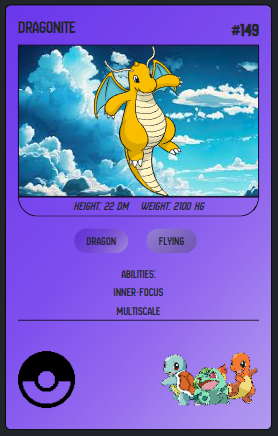 DRAGONITE
#149
HEIGHT: 22 DM WEIGHT: 2100 HG
DRAGON
FLYING
ABILITIES:
INNER-FOCUS
MULTISCALE